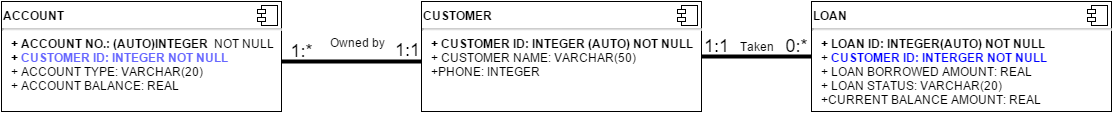 ACCOUNT
+ ACCOUNT NO.: (AUTO)INTEGER NOT NULL
+ CUSTOMER ID: INTEGER NOT NULL
+ ACCOUNT TYPE: VARCHAR(20)
+ ACCOUNT BALANCE: REAL
1:* Owned by 1:1
CUSTOMER
+ CUSTOMER ID: INTEGER (AUTO) NOT NULL
+ CUSTOMER NAME: VARCHAR(50)
+PHONE: INTEGER
1:1 Taken 0:*
LOAN
+ LOAN ID: INTEGER(AUTO) NOT NULL
+ CUSTOMER ID: INTERGER NOT NULL
+ LOAN BORROWED AMOUNT: REAL
+ LOAN STATUS: VARCHAR(20)
+CURRENT BALANCE AMOUNT: REAL